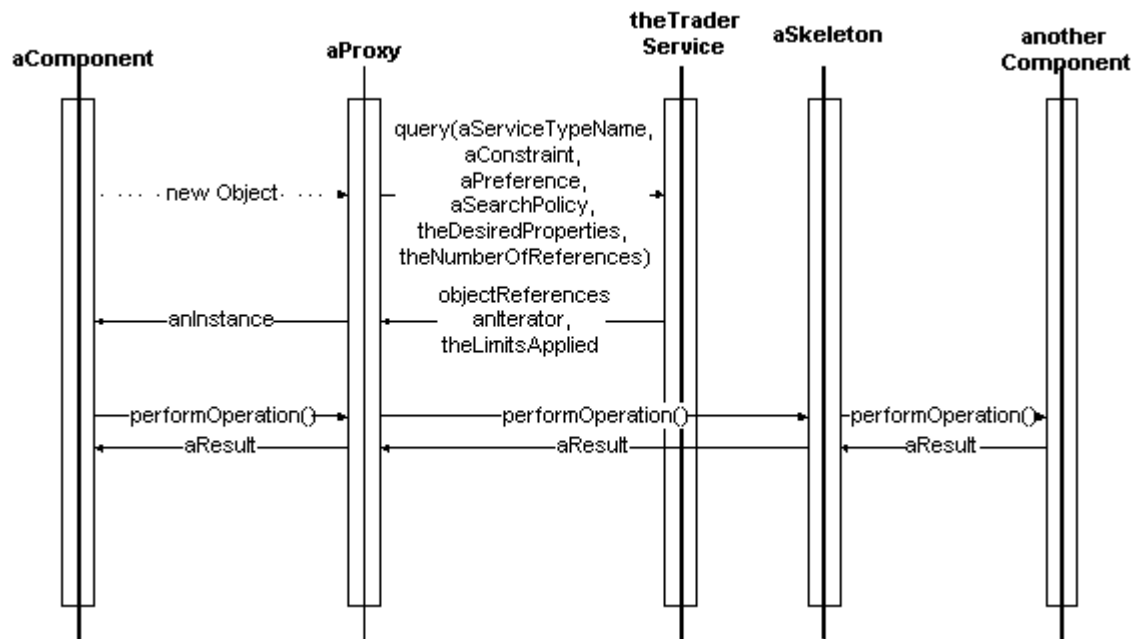 aComponent
aProxy
theTrader
Service
aSkeleton
another
Component
new Object
query(aServiceTypeName,
aConstraint,
aPreference,
aSearchPolicy,
theDesiredProperties,
theNumberOfReferences)
anInstance
objectReferences
anIterator,
theLimitsApplied
performOperation()
performOperation()
performOperation()
aResult
aResult
aResult